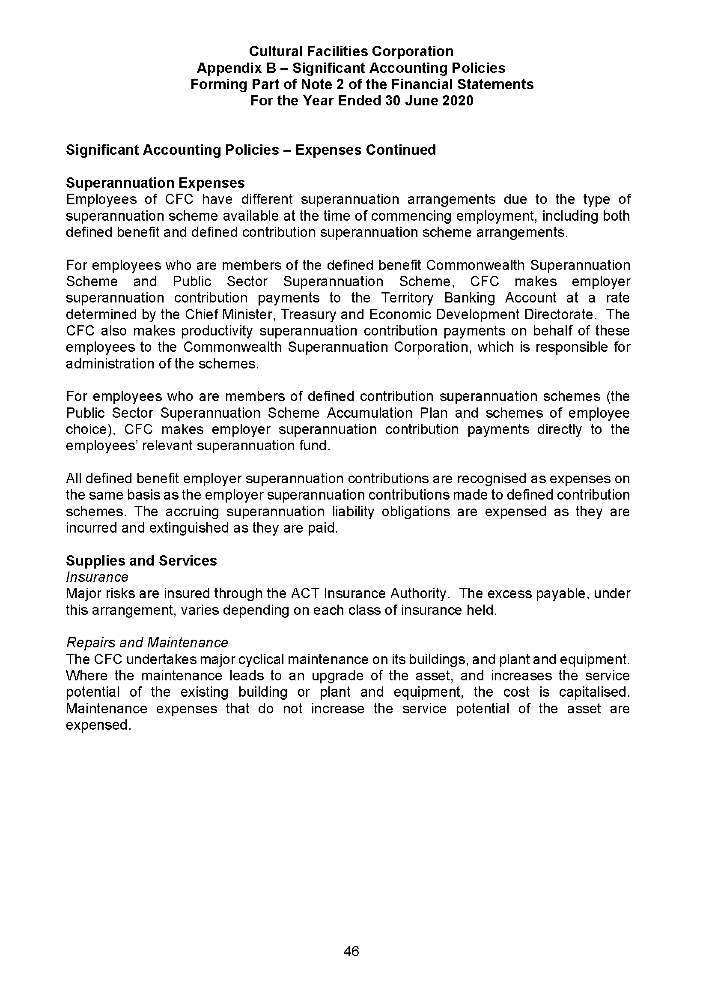 Cultural Facilities Corporation
Appendix B – Significant Accounting Policies
Forming Part of Note 2 of the Financial Statements
For the Year Ended 30 June 2020
Significant Accounting Policies – Expenses Continued
Superannuation Expenses
Employees of CFC have different superannuation arrangements due to the type of
superannuation scheme available at the time of commencing employment, including both
defined benefit and defined contribution superannuation scheme arrangements.
For employees who are members of the defined benefit Commonwealth Superannuation
Scheme and Public Sector Superannuation Scheme, CFC makes employer
superannuation contribution payments to the Territory Banking Account at a rate
determined by the Chief Minister, Treasury and Economic Development Directorate. The
CFC also makes productivity superannuation contribution payments on behalf of these
employees to the Commonwealth Superannuation Corporation, which is responsible for
administration of the schemes.
For employees who are members of defined contribution superannuation schemes (the
Public Sector Superannuation Scheme Accumulation Plan and schemes of employee
choice), CFC makes employer superannuation contribution payments directly to the
employees’ relevant superannuation fund.
All defined benefit employer superannuation contributions are recognised as expenses on
the same basis as the employer superannuation contributions made to defined contribution
schemes. The accruing superannuation liability obligations are expensed as they are
incurred and extinguished as they are paid.
Supplies and Services
Insurance
Major risks are insured through the ACT Insurance Authority. The excess payable, under
this arrangement, varies depending on each class of insurance held.
Repairs and Maintenance
The CFC undertakes major cyclical maintenance on its buildings, and plant and equipment.
Where the maintenance leads to an upgrade of the asset, and increases the service
potential of the existing building or plant and equipment, the cost is capitalised.
Maintenance expenses that do not increase the service potential of the asset are
expensed.
46